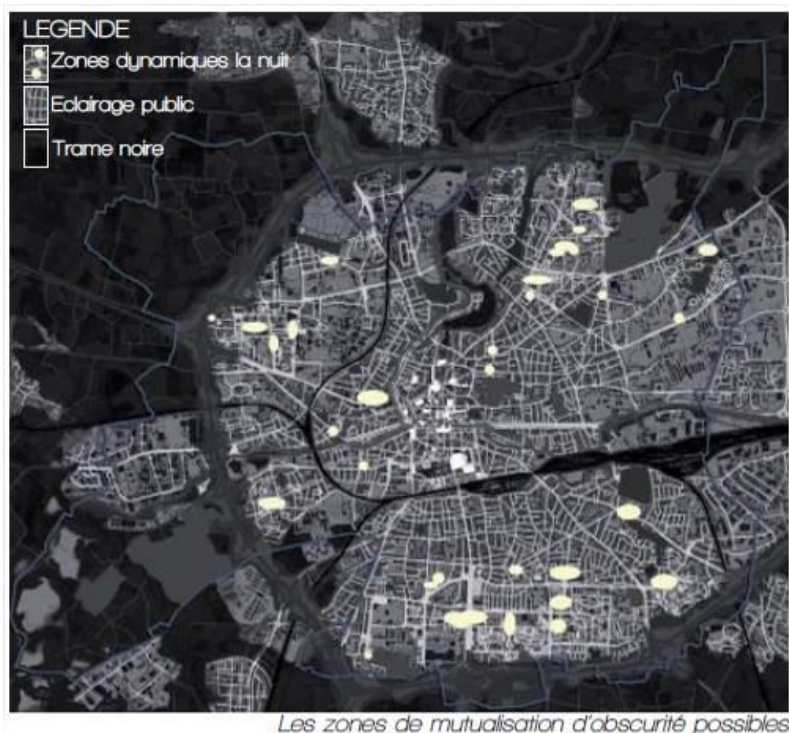 LEGENDE
Zones dynamiques la nuit
Eclairage public
Trame noire
Les zones de mutualisation d'obscurité possibles